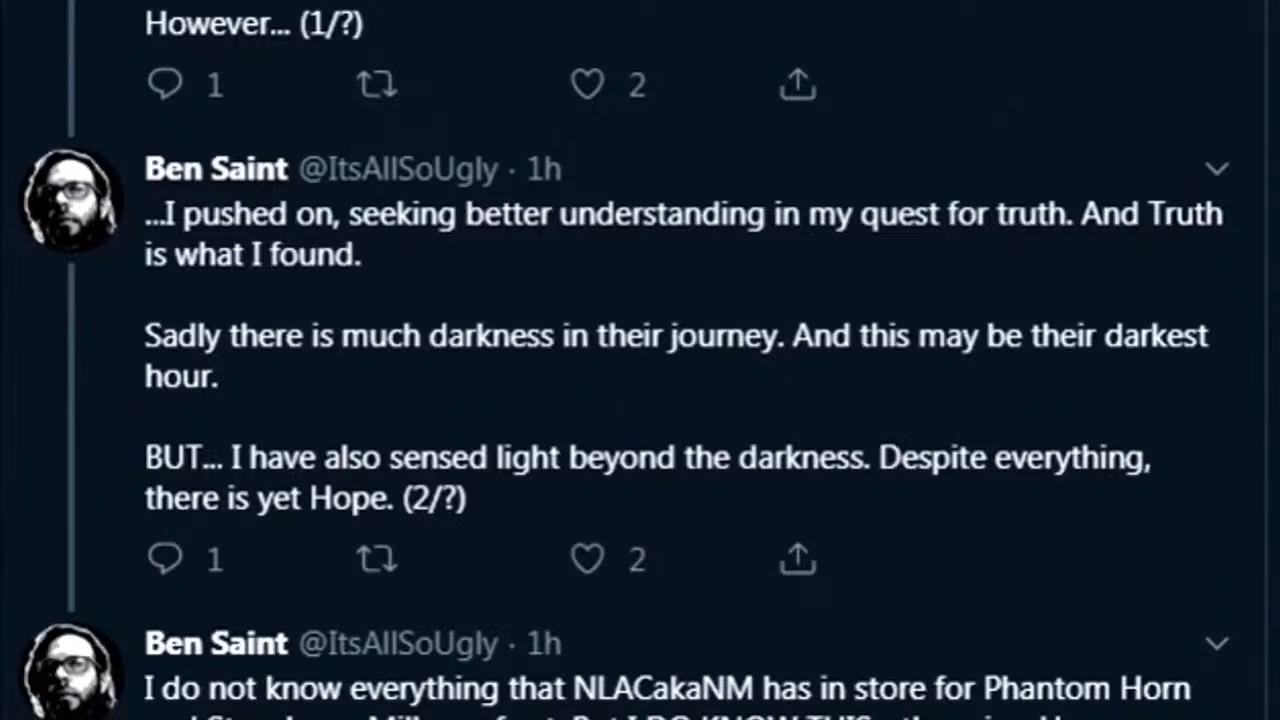 However... (1/?)
1 2
Ben Saint @ItsAllSoUgly · 1h
...I pushed on, seeking better understanding in my quest for truth. And Truth
is what I found.
Sadly there is much darkness in their journey. And this may be their darkest
hour.
BUT... I have also sensed light beyond the darkness. Despite everything,
there is yet Hope. (2/?)
1 2
Ben Saint @ItsAllSoUgly · 1h
I do not know everything that NLACakaNM has in store for Phantom Horn